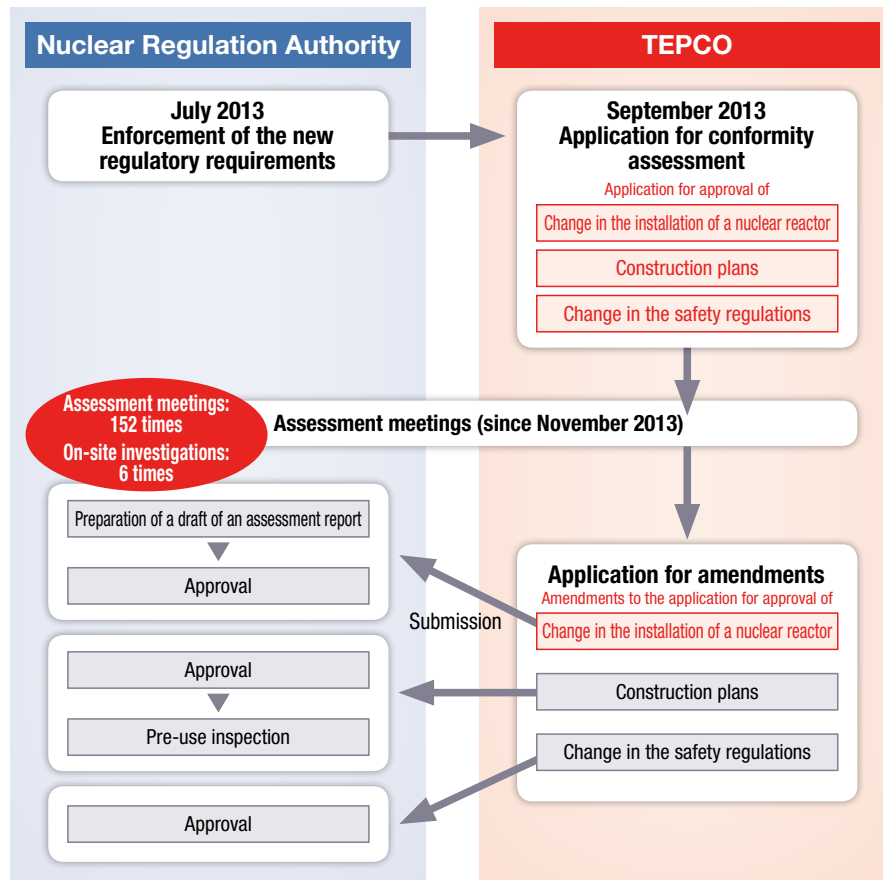 Nuclear Regulation Authority
TEPCO
July 2013
Enforcement of the new
regulatory requirements
September 2013
Application for conformity
assessment
Application for approval of
Change in the installation of a nuclear reactor
Construction plans
Change in the safety regulations
Assessment meetings:
152 times
On-site investigations:
6 times
Assessment meetings (since November 2013)
Preparation of a draft of an assessment report
Approval
Submission
Application for amendments
Amendments to the application for approval of
Change in the installation of a nuclear reactor
Approval
Pre-use inspection
Construction plans
Change in the safety regulations
Approval